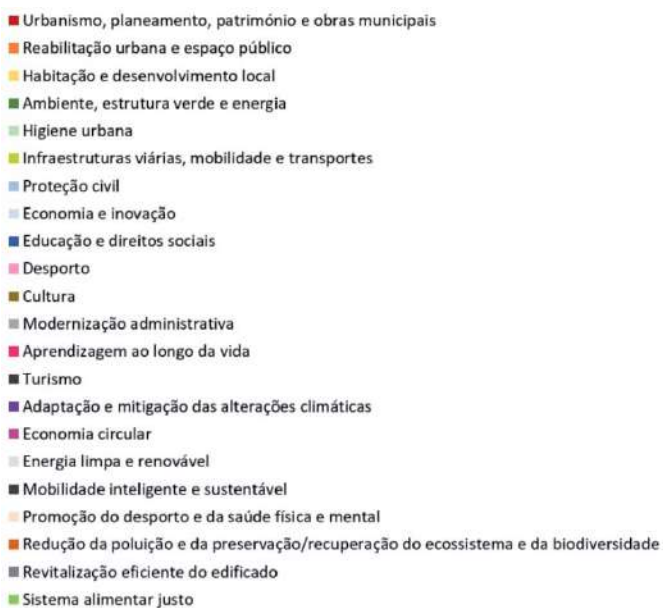 Urbanismo, planeamento, património e obras municipais
Reabilitação urbana e espaço público
Habitação e desenvolvimento local
Ambiente, estrutura verde e energia
Higiene urbana
Infraestruturas viárias, mobilidade e transportes
Proteção civil
Economia e inovação
Educação e direitos sociais
Desporto
Cultura
Modernização administrativa
Aprendizagem ao longo da vida
Turismo
Adaptação e mitigação das alterações climáticas
Economia circular
Energia limpa e renovável
Mobilidade inteligente e sustentável
Promoção do desporto e da saúde física e mental
Redução da poluição e da preservação/recuperação do ecossistema e da biodiversidade
Revitalização eficiente do edificado
Sistema alimentar justo